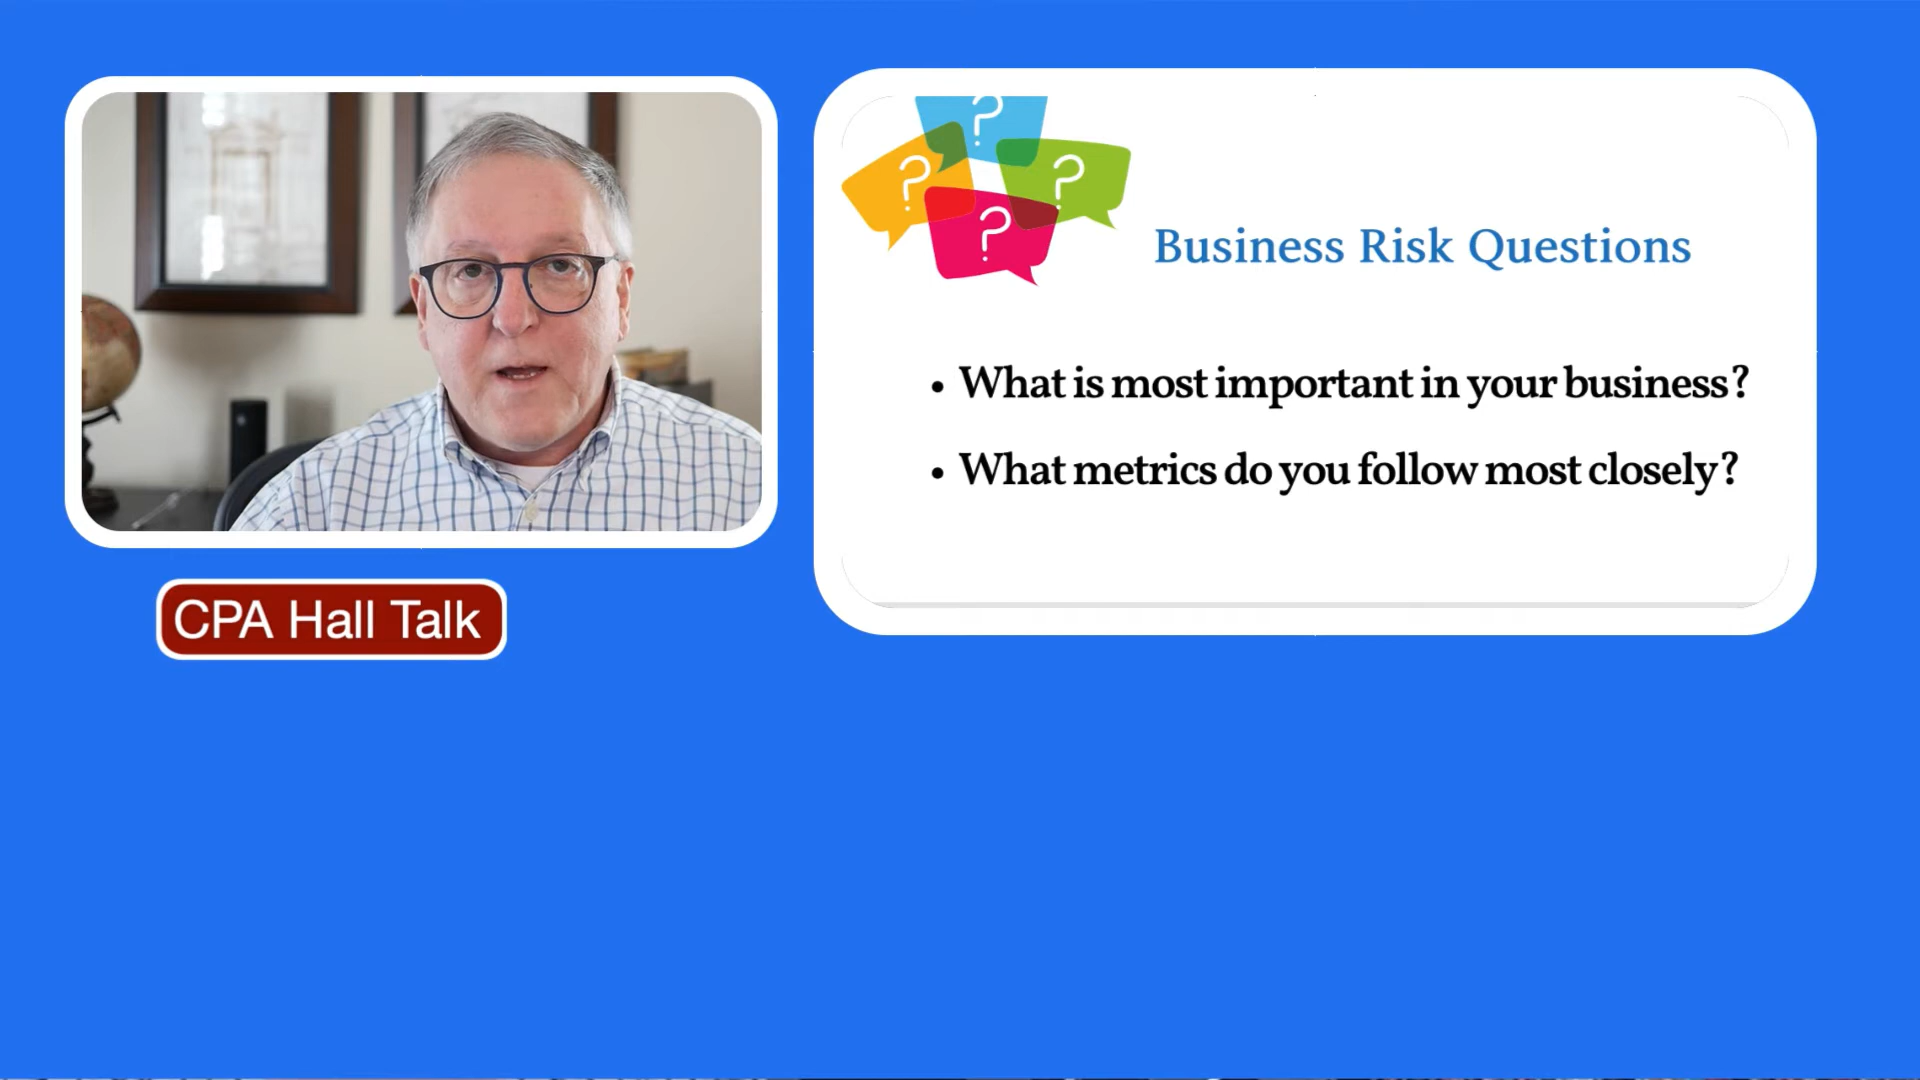 Business Risk Questions
• What is most important in your business?
• What metrics do you follow most closely?
CPA Hall Talk